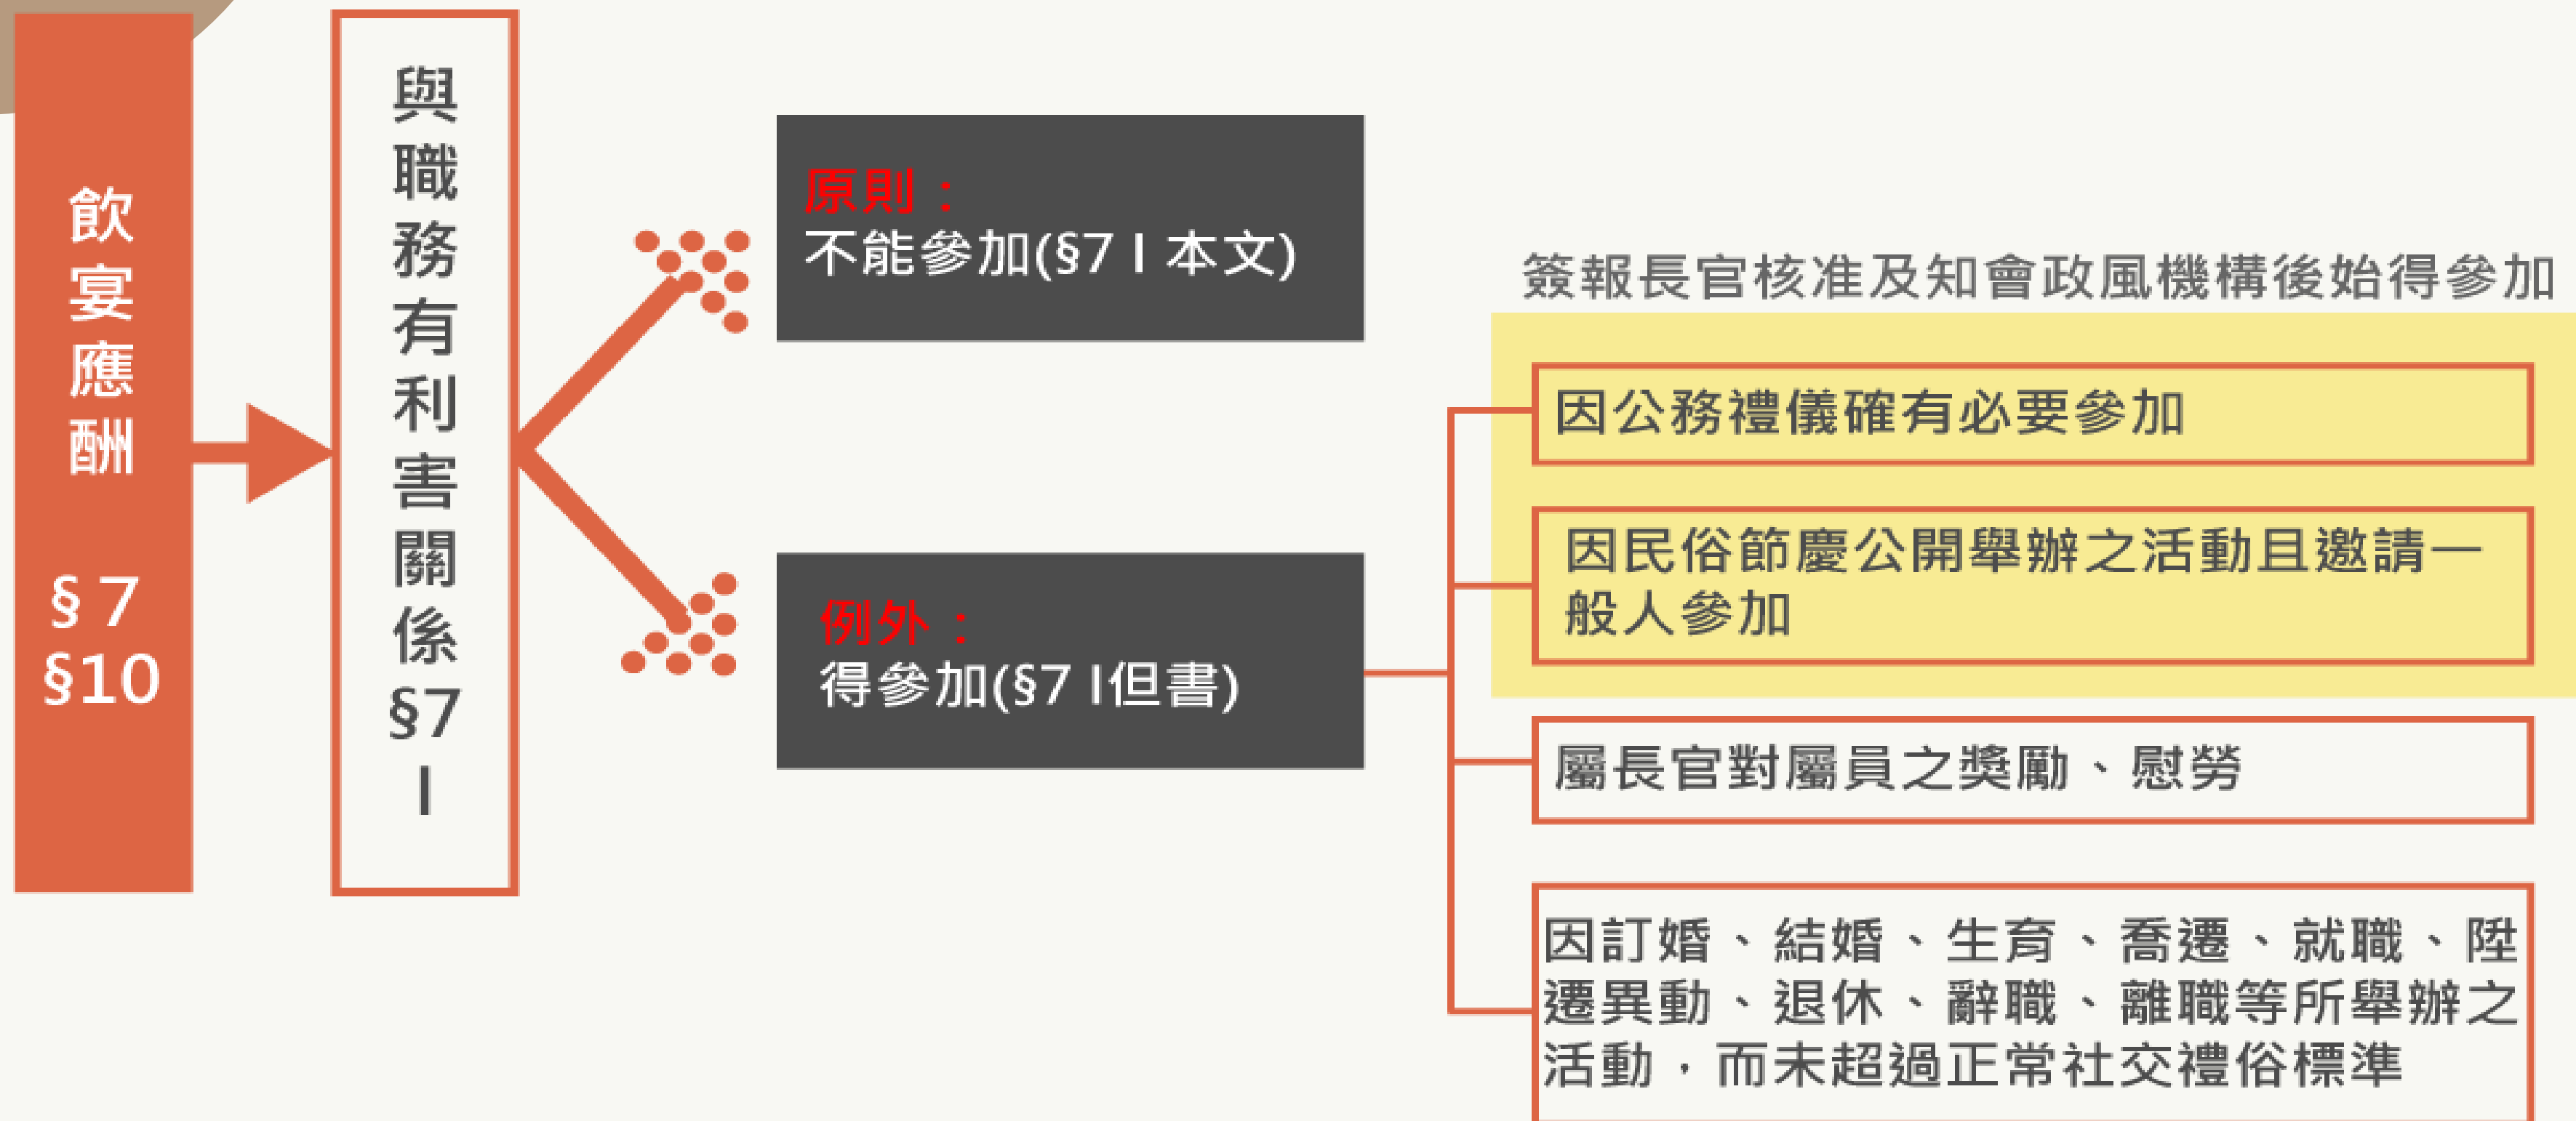 飲宴應酬
§7
§10
與職務有利害關係§7 I
原則：
不能參加(§7 I 本文)
例外：
得參加(§7 I但書)
簽報長官核准及知會政風機構後始得參加
因公務禮儀確有必要參加
因民俗節慶公開舉辦之活動且邀請一
般人參加
屬長官對屬員之獎勵、慰勞
因訂婚、結婚、生育、喬遷、就職、陞
遷異動、退休、辭職、離職等所舉辦之
活動，而未超過正常社交禮俗標準